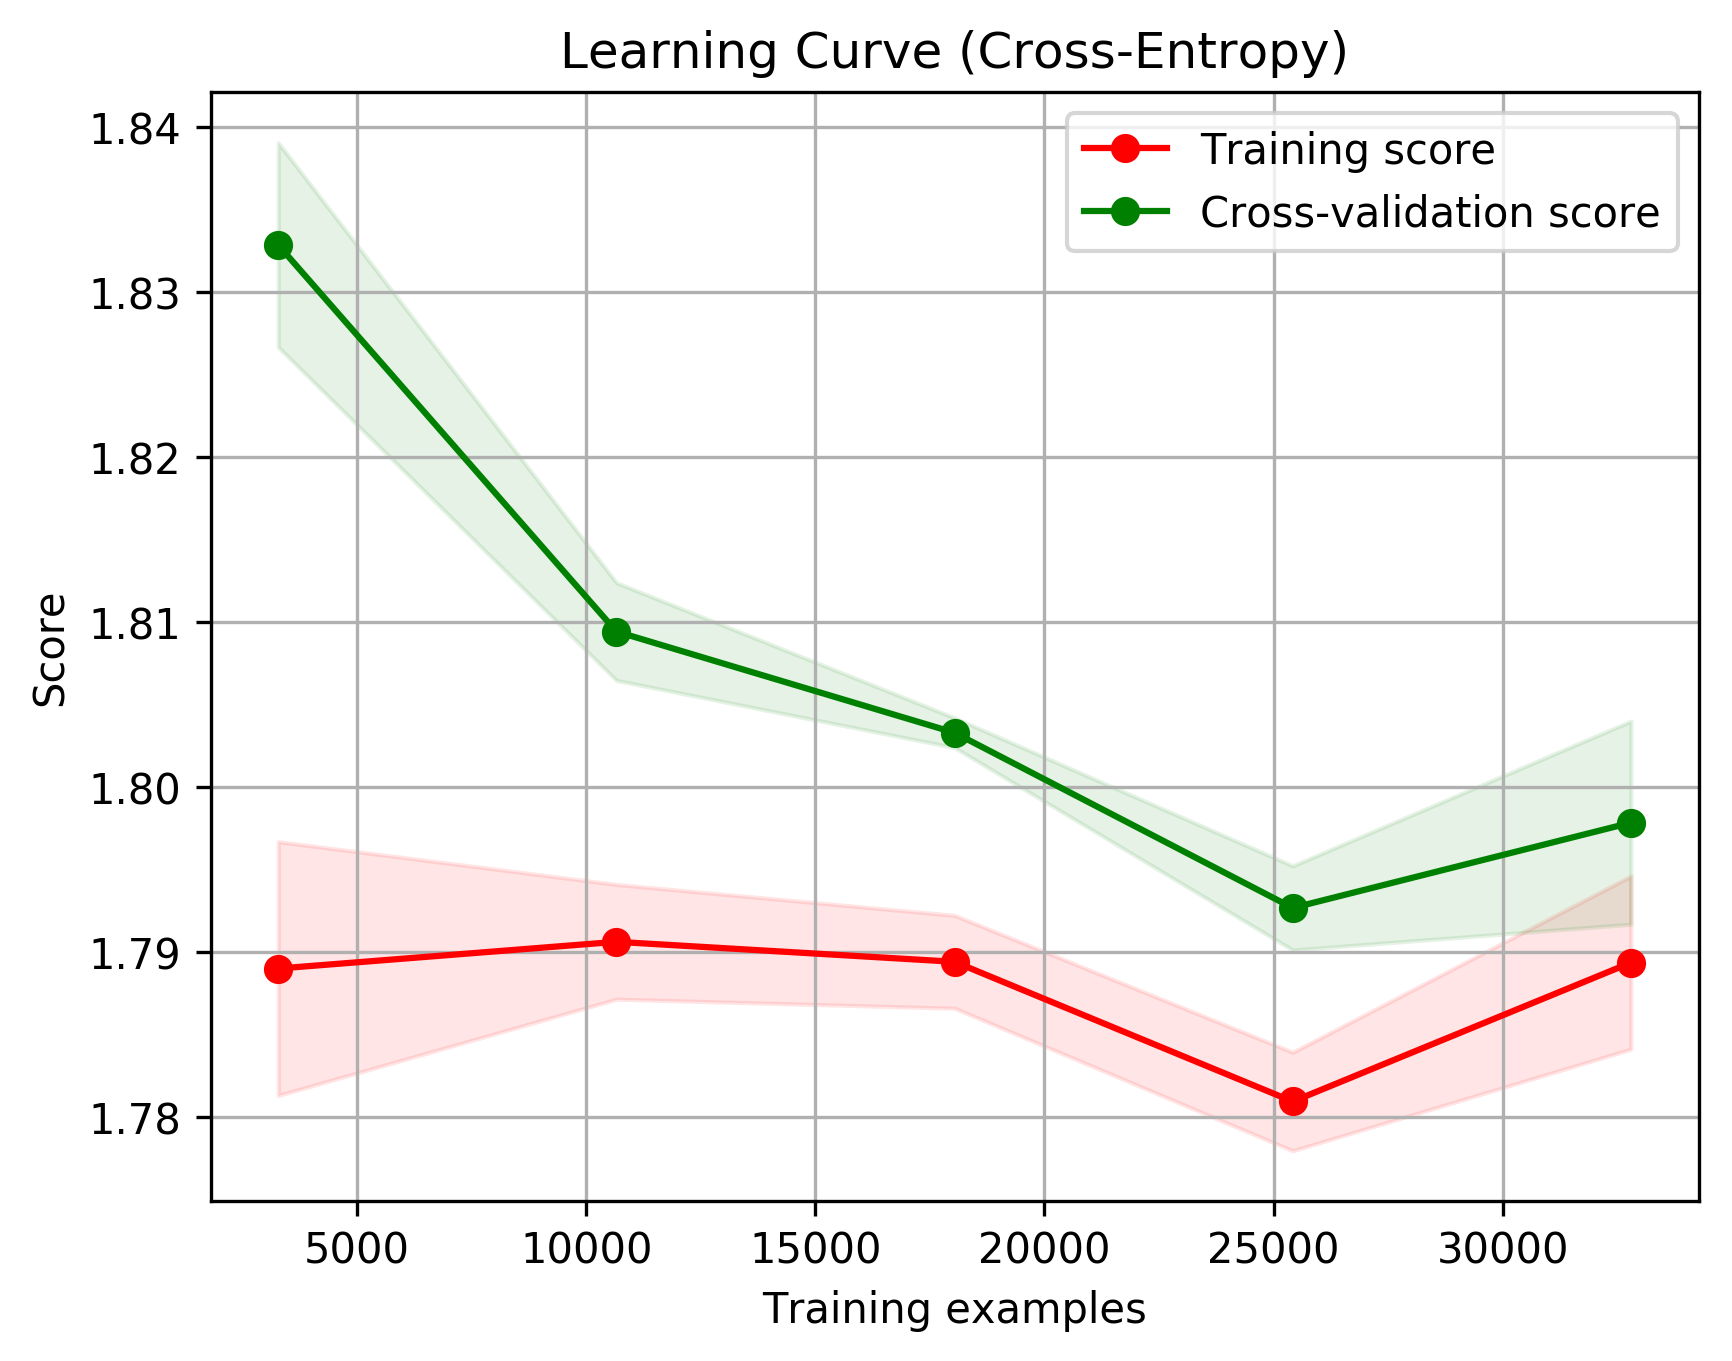 Learning Curve (Cross-Entropy)
Training score
Cross-validation score
1.84
1.83
1.82
1.81
1.80
1.79
1.78
Score
5000 10000 15000 20000 25000 30000
Training examples